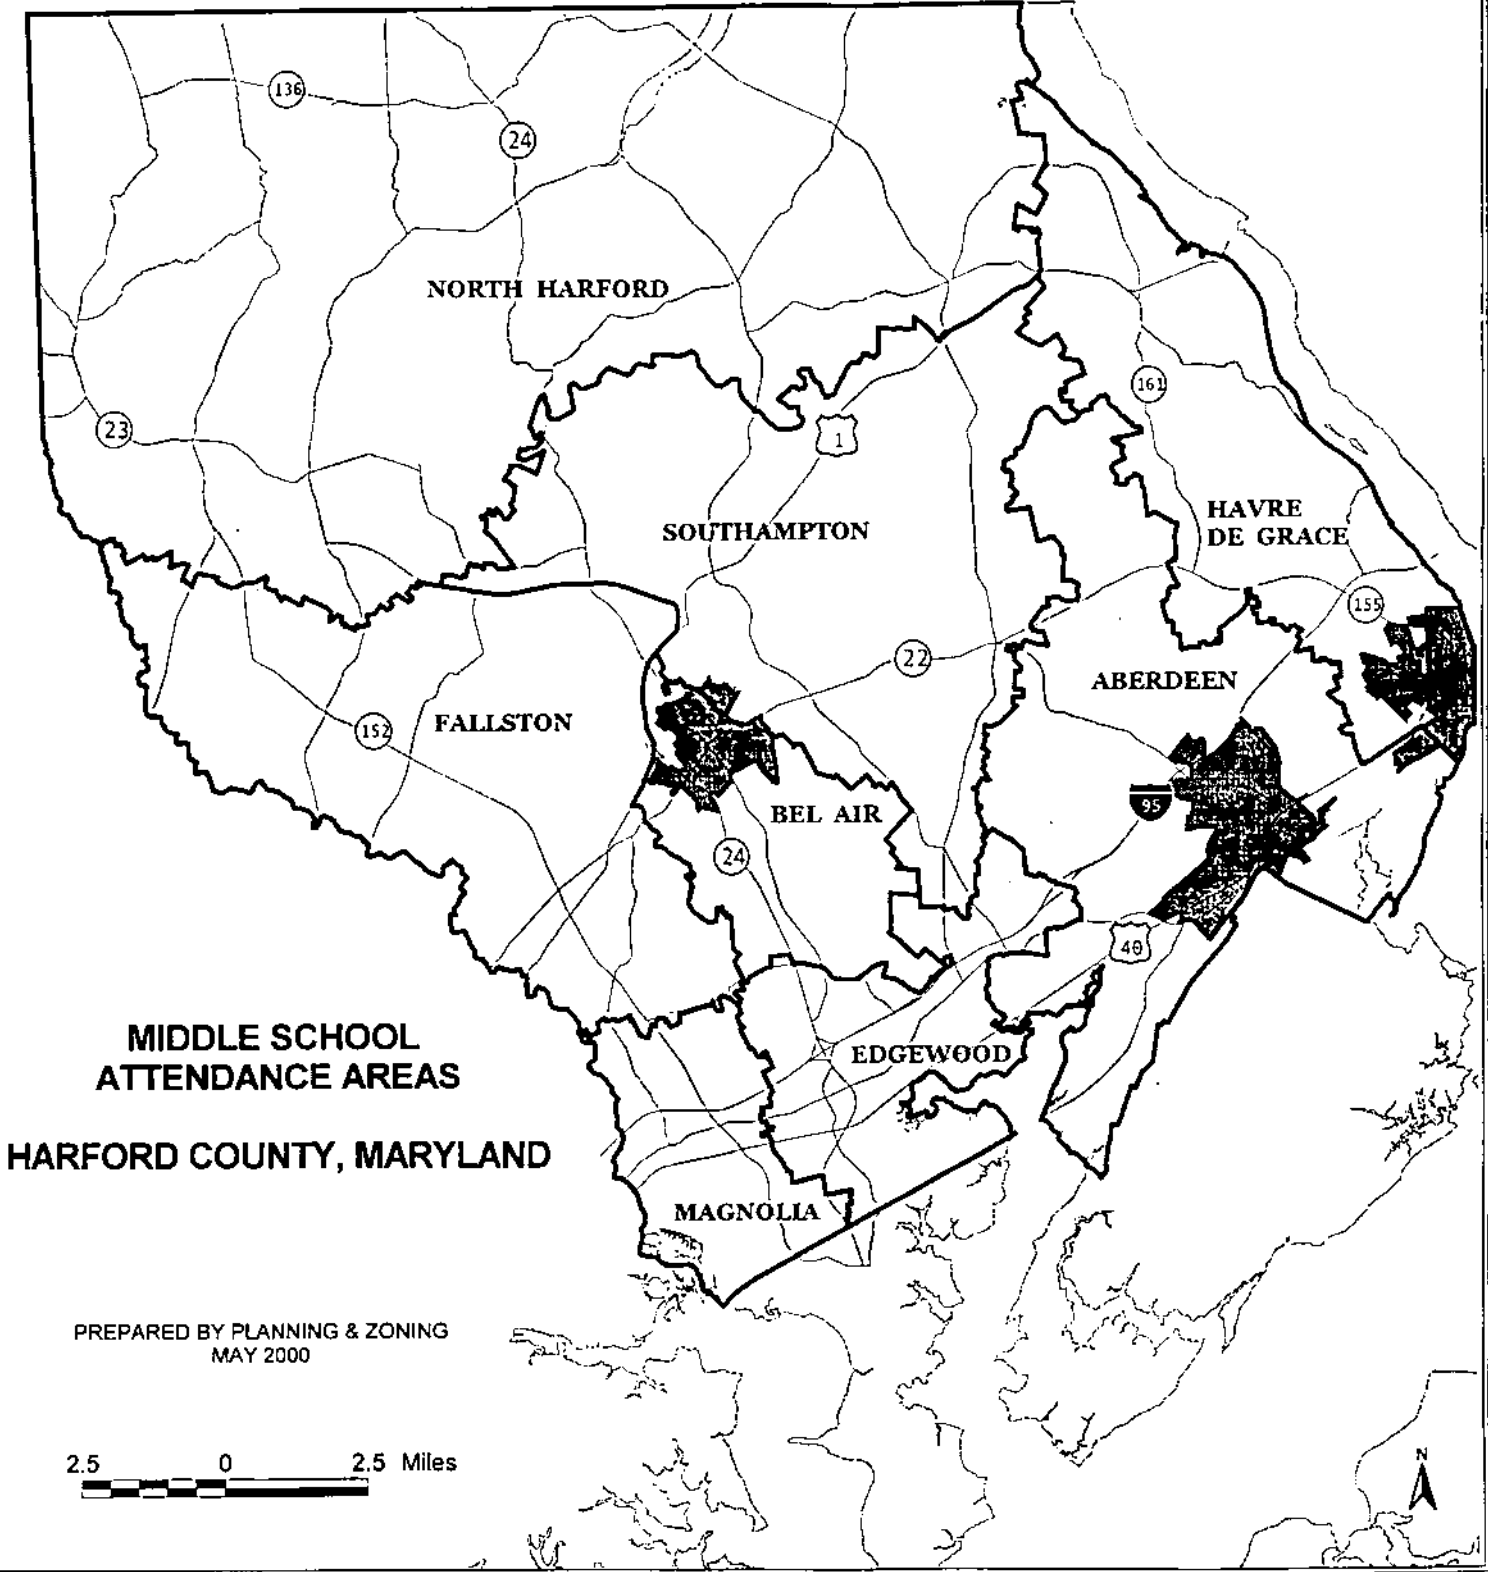 136
24
NORTH HARFORD
161
23
1
HAVRE
DE GRACE
SOUTHAMPTON
155
22
ABERDEEN
FALLSTON
152
95
BEL AIR
24
40
MIDDLE SCHOOL
ATTENDANCE AREAS
EDGEWOOD
HARFORD COUNTY, MARYLAND
MAGNOLIA
PREPARED BY PLANNING & ZONING
MAY 2000
2.5 0 2.5 Miles
N